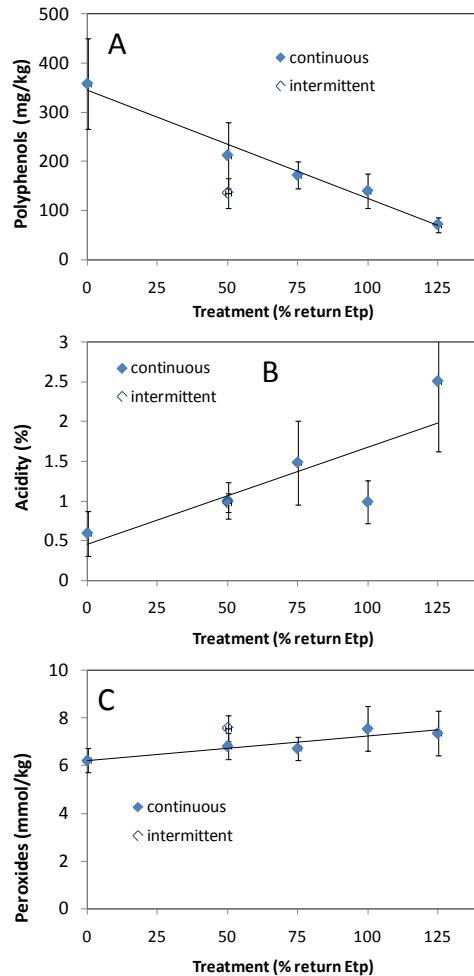 500
400
300
200
100
0
Polyphenols (mg/kg)
A
continuous
intermittent
0 25 50 75 100 125
Treatment (% return Etp)
3
2.5
2
1.5
1
0.5
0
Acidity (%)
B
continuous
intermittent
0 25 50 75 100 125
Treatment (% return Etp)
10
8
6
4
2
0
Peroxides (mmol/kg)
C
continuous
intermittent
0 25 50 75 100 125
Treatment (% return Etp)